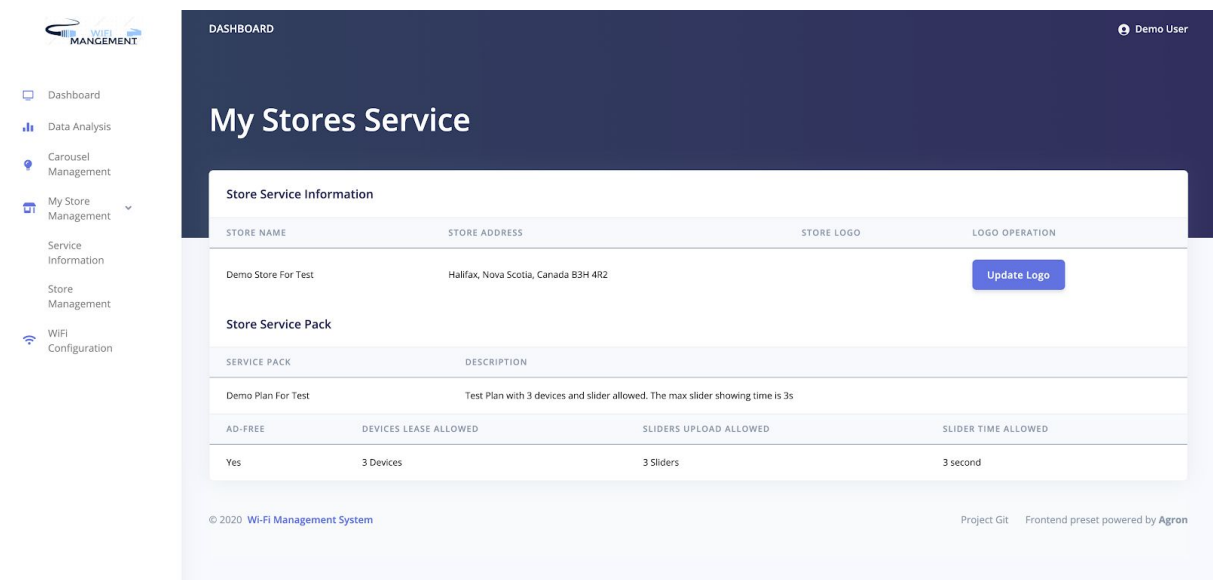 WIFI
MANGEMENT
DASHBOARD
Demo User
Dashboard
Data Analysis
Carousel
Management
My Store
Management
Service
Information
Store
Management
WiFi
Configuration
My Stores Service
Store Service Information
STORE NAME STORE ADDRESS STORE LOGO LOGO OPERATION
Demo Store For Test Halifax, Nova Scotia, Canada B3H 4R2 Update Logo
Store Service Pack
SERVICE PACK DESCRIPTION
Demo Plan For Test Test Plan with 3 devices and slider allowed. The max slider showing time is 3s
AD-FREE DEVICES LEASE ALLOWED SLIDERS UPLOAD ALLOWED SLIDER TIME ALLOWED
Yes 3 Devices 3 Sliders 3 second
© 2020 Wi-Fi Management System Project Git Frontend preset powered by Agron